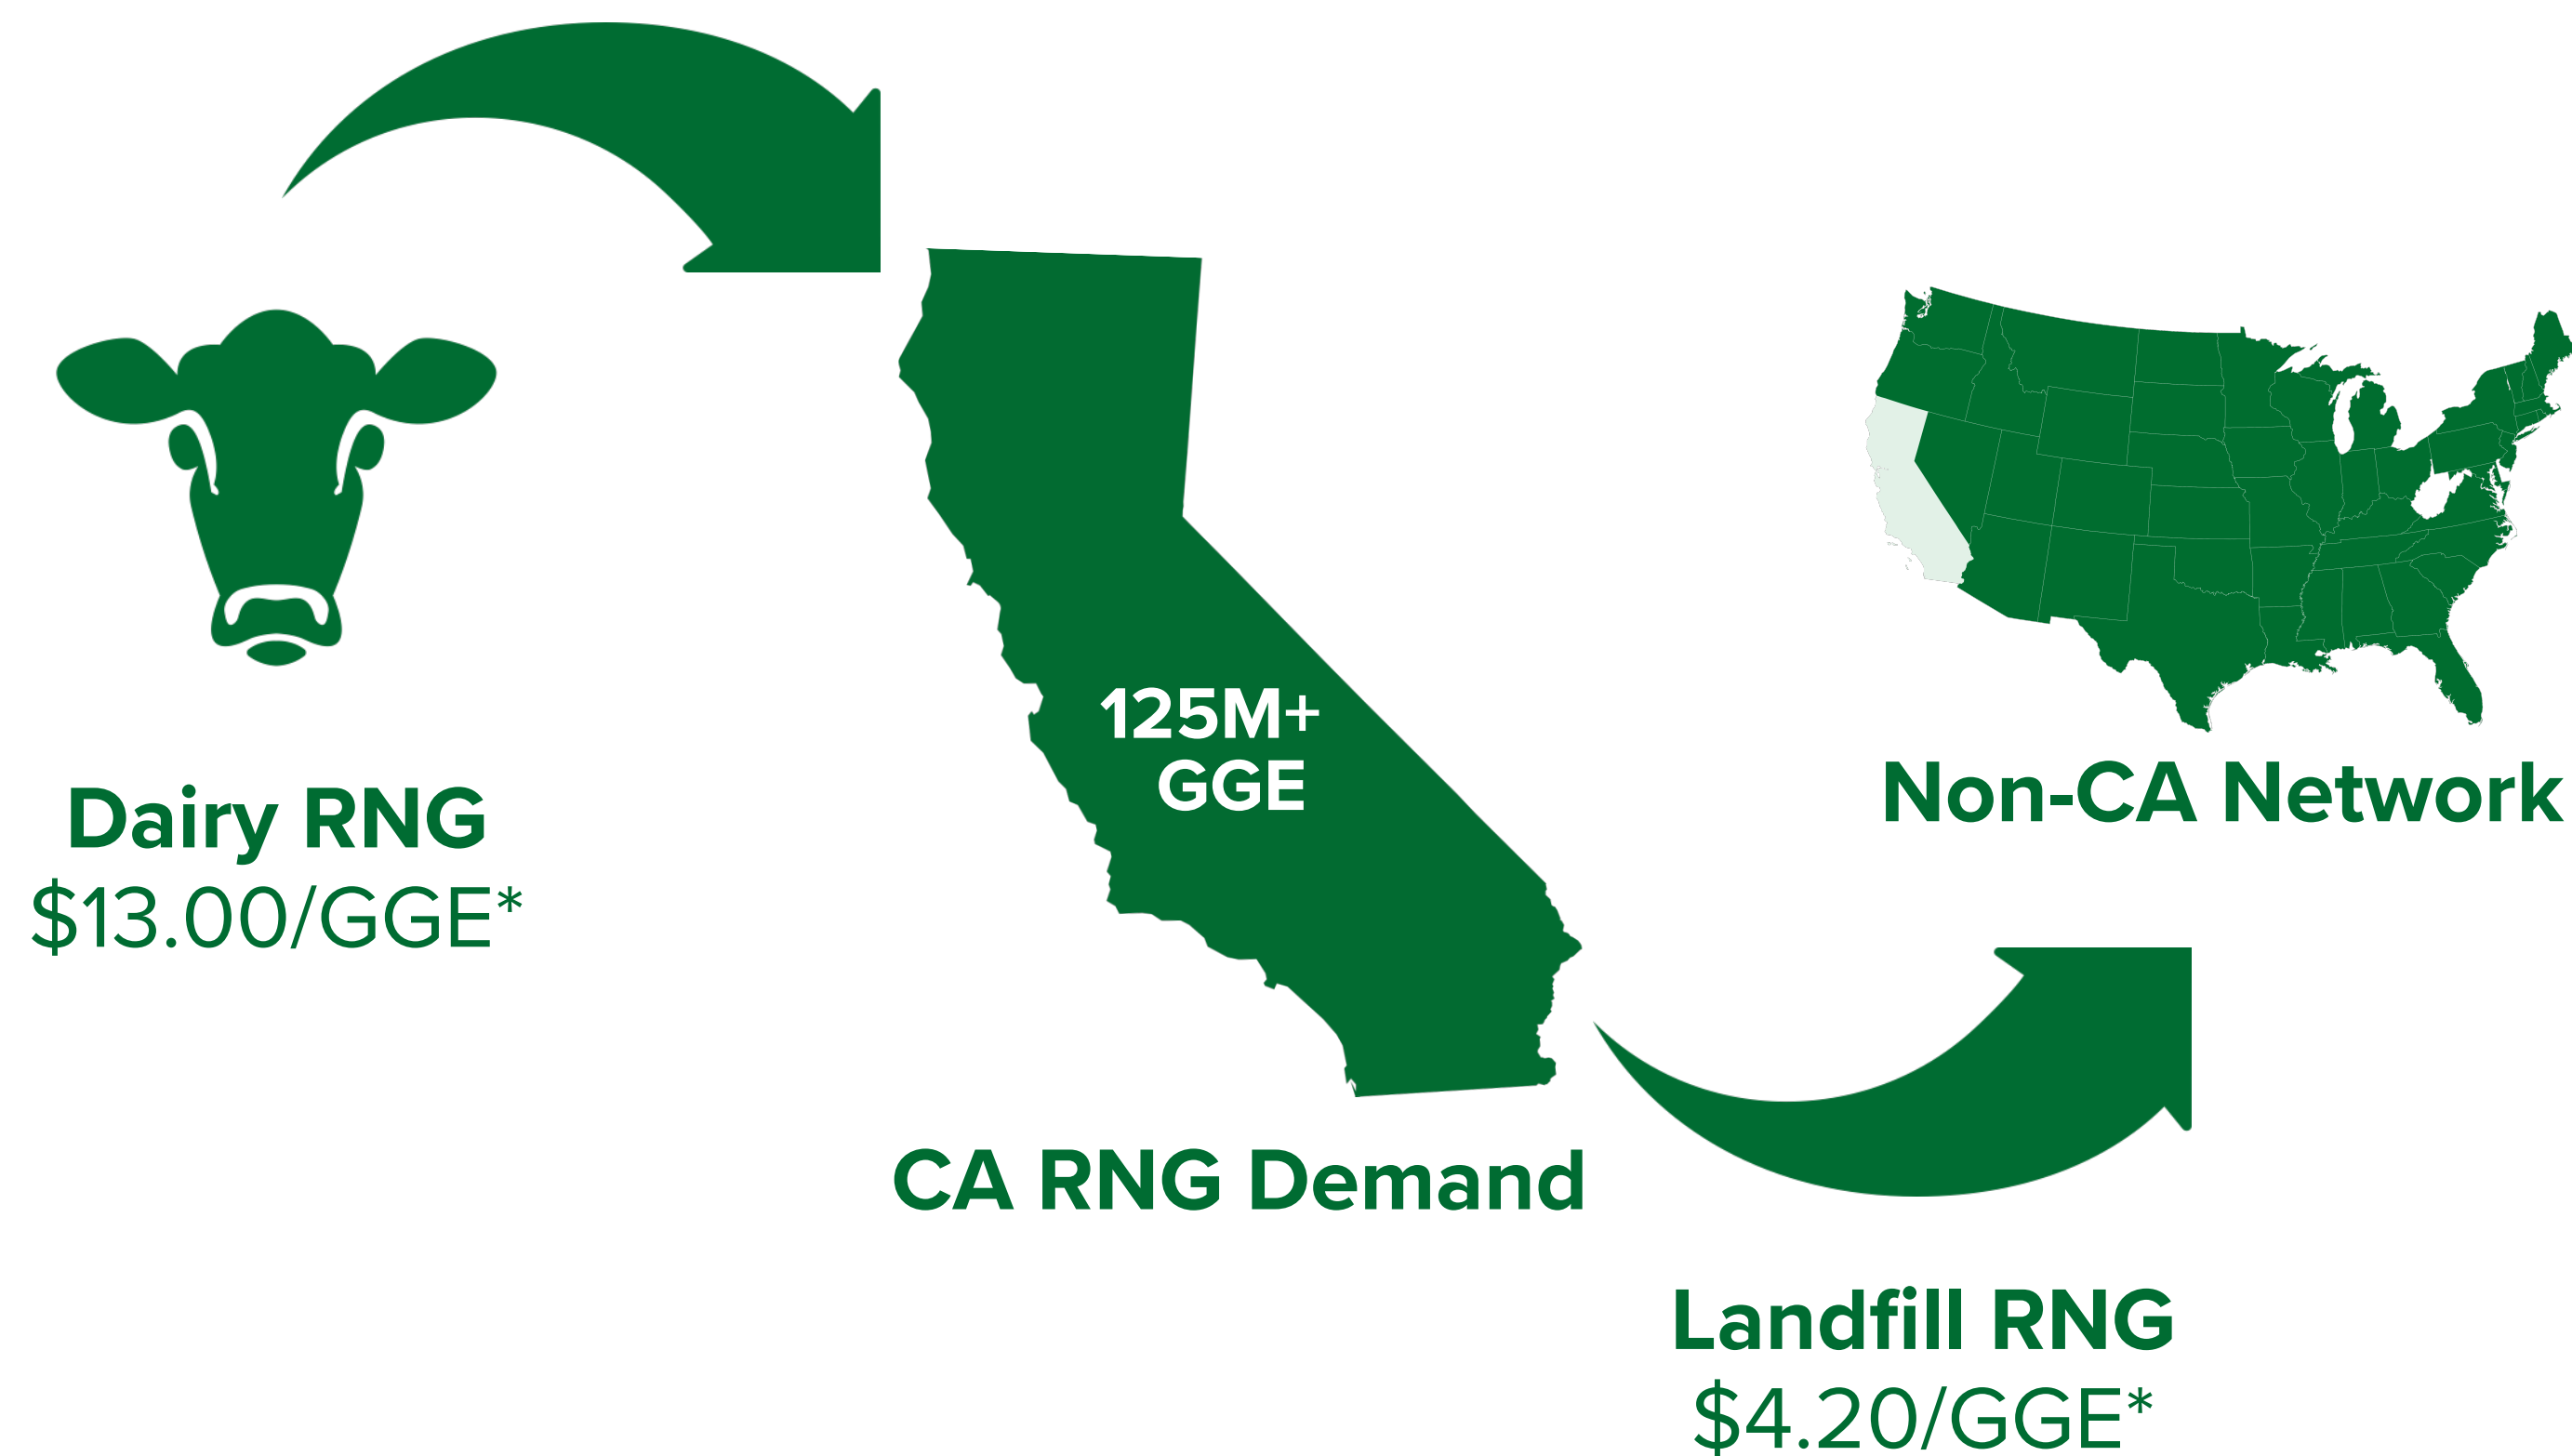 Dairy RNG
$13.00/GGE*
125M+
GGE
CA RNG Demand
Non-CA Network
Landfill RNG
$4.20/GGE*